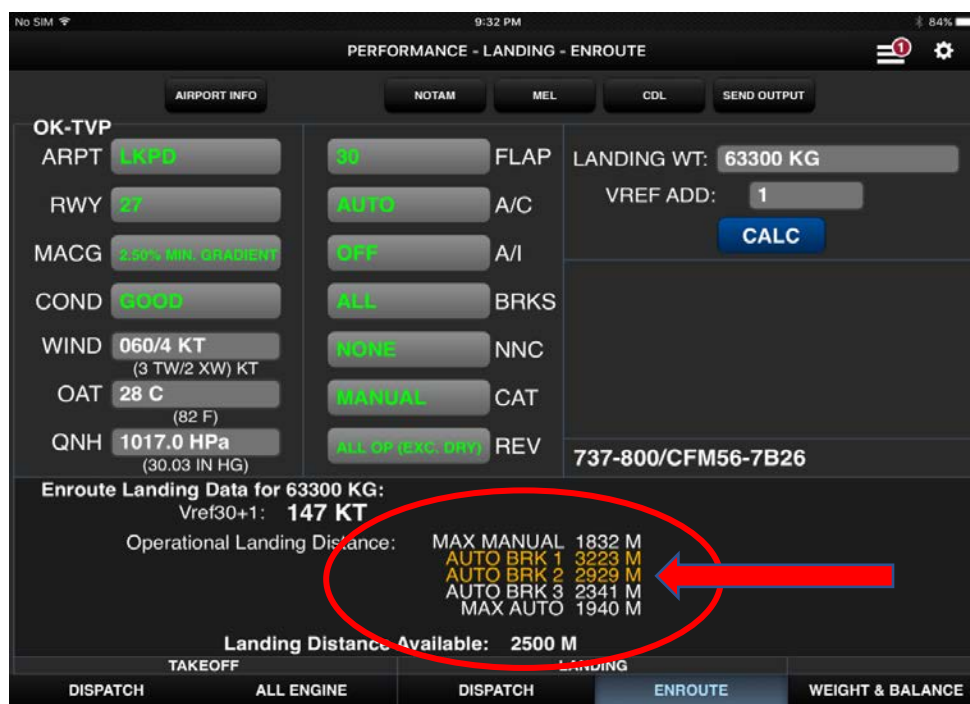 No SIM 9:32 PM 84%
PERFORMANCE - LANDING - ENROUTE 1
AIRPORT INFO NOTAM MEL CDL SEND OUTPUT
OK-TVP
ARPT LKPD 30 FLAP LANDING WT: 63300 KG
RWY 27 AUTO A/C VREF ADD: 1
CALC
MACG 2.50% MIN. GRADIENT OFF A/I
COND GOOD ALL BRKS
WIND 060/4 KT NONE NNC
(3 TW/2 XW) KT
OAT 28 C MANUAL CAT
(82 F)
QNH 1017.0 HPa ALL OP (EXC. DRY) REV 737-800/CFM56-7B26
(30.03 IN HG)
Enroute Landing Data for 63300 KG:
Vref30+1: 147 KT
Operational Landing Distance: MAX MANUAL 1832 M
AUTO BRK 1 3223 M
AUTO BRK 2 2929 M
AUTO BRK 3 2341 M
MAX AUTO 1940 M
Landing Distance Available: 2500 M
TAKEOFF LANDING
DISPATCH ALL ENGINE DISPATCH ENROUTE WEIGHT & BALANCE